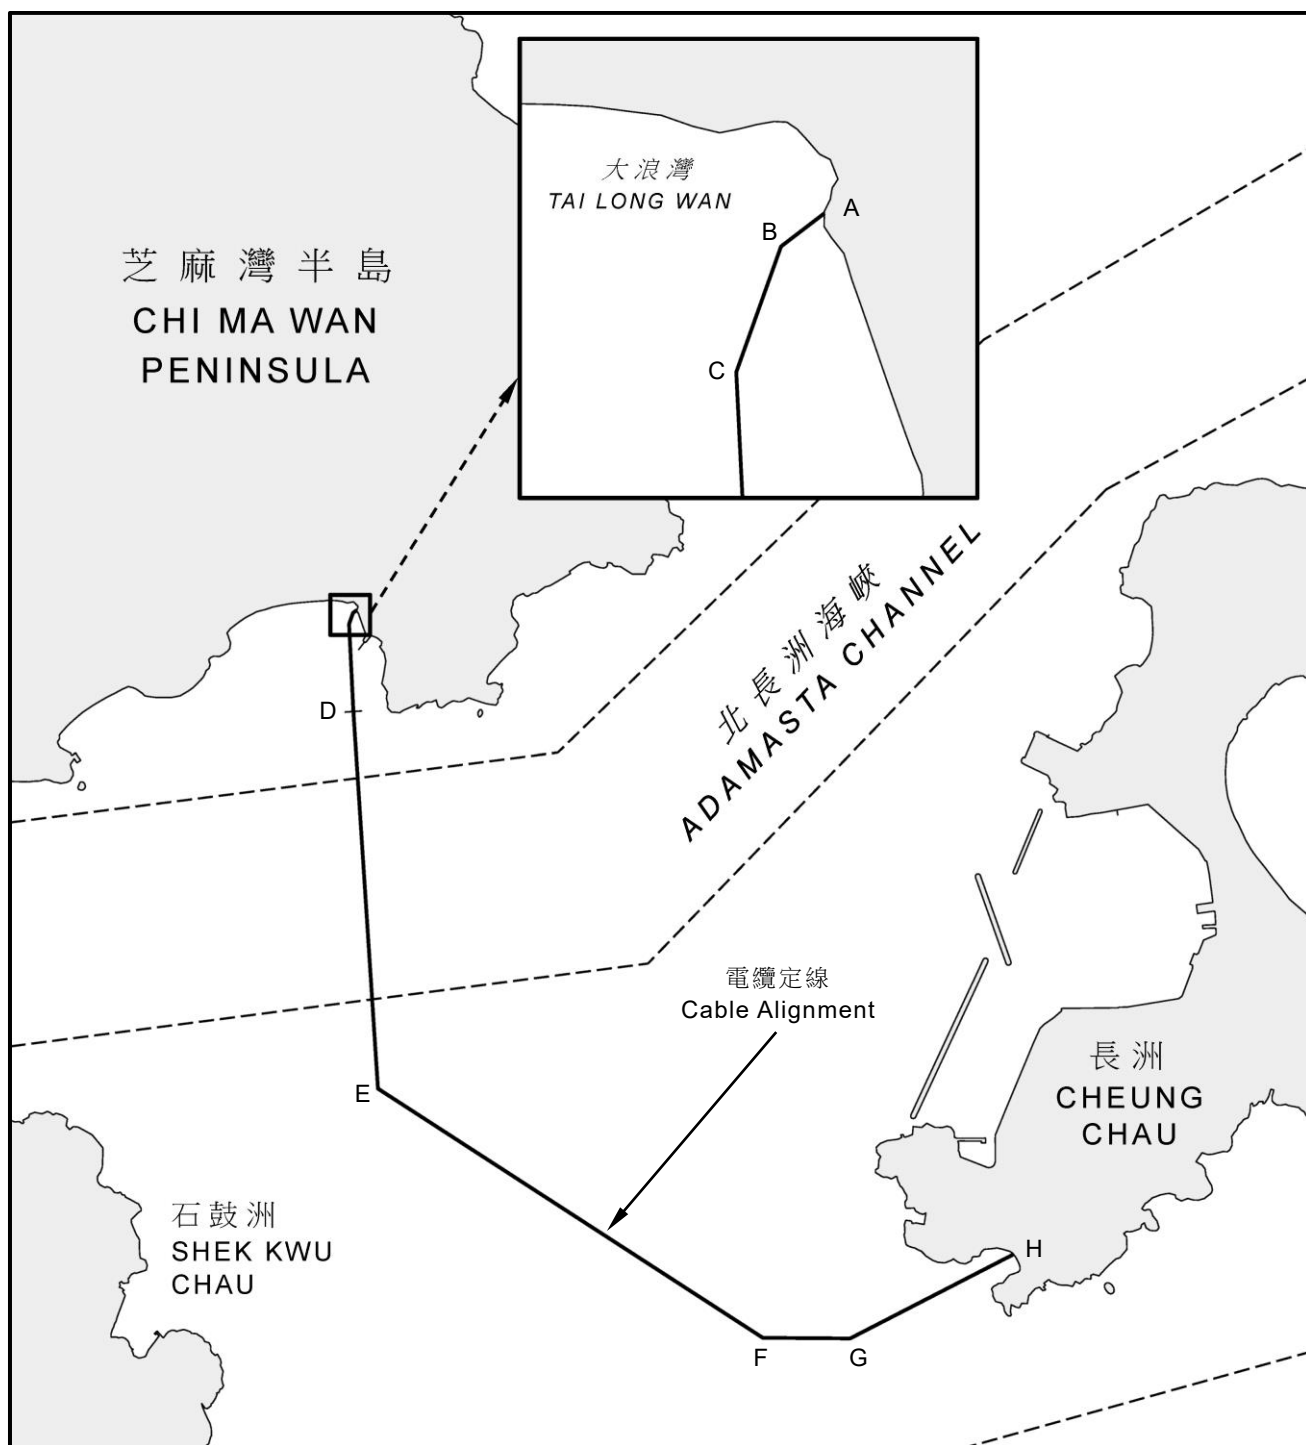 大浪灣
TAI LONG WAN
A
B
C
芝麻灣半島
CHI MA WAN
PENINSULA
北長洲海峽
ADAMASTA CHANNEL
D
電纜定線
Cable Alignment
E
長洲
CHEUNG
CHAU
石鼓洲
SHEK KWU
CHAU
H
F
G